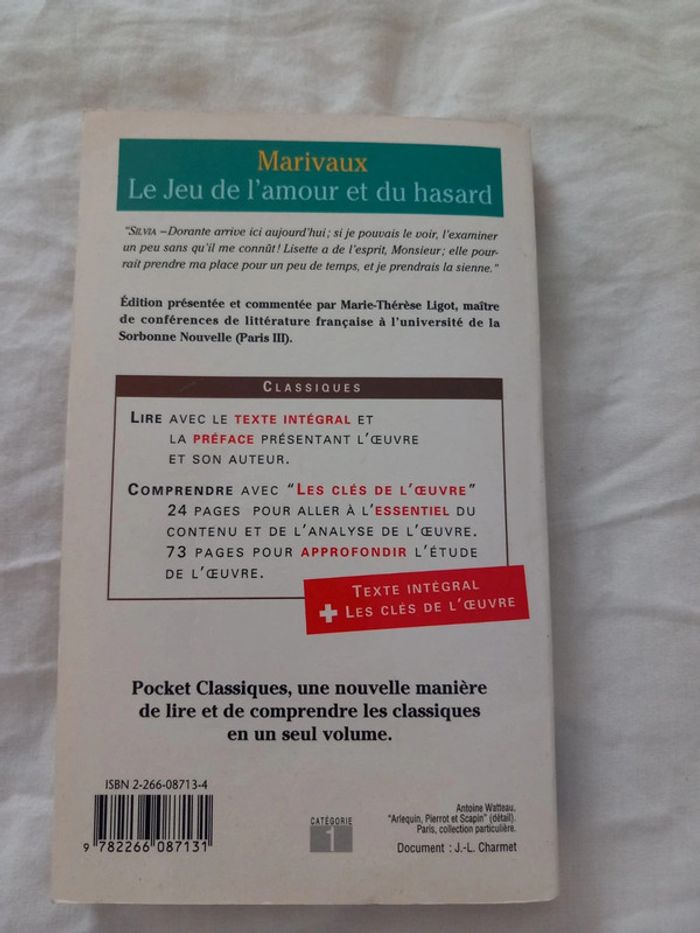 Marivaux
Le Jeu de l'amour et du hasard
"SILVIA –Dorante arrive ici aujourd'hui ; si je pouvais le voir, l'examiner
un peu sans qu'il me connût ! Lisette a de l'esprit, Monsieur ; elle pour-
rait prendre ma place pour un peu de temps, et je prendrais la sienne."
Édition présentée et commentée par Marie-Thérèse Ligot, maître
de conférences de littérature française à l'université de la
Sorbonne Nouvelle (Paris III).
CLASSIQUES
LIRE AVEC LE TEXTE INTÉGRAL ET
LA PRÉFACE PRÉSENTANT L'ŒUVRE
ET SON AUTEUR.
COMPRENDRE AVEC "LES CLÉS DE L'ŒUVRE"
24 PAGES POUR ALLER À L'ESSENTIEL DU
CONTENU ET DE L'ANALYSE DE L'ŒUVRE.
73 PAGES POUR APPROFONDIR L'ÉTUDE
DE L'ŒUVRE.
TEXTE INTÉGRAL
+ LES CLÉS DE L'ŒUVRE
Pocket Classiques, une nouvelle manière
de lire et de comprendre les classiques
en un seul volume.
ISBN 2-266-08713-4
9 782266 087131
CATÉGORIE
1
Antoine Watteau,
"Arlequin, Pierrot et Scapin" (détail).
Paris, collection particulière.
Document : J.-L. Charmet